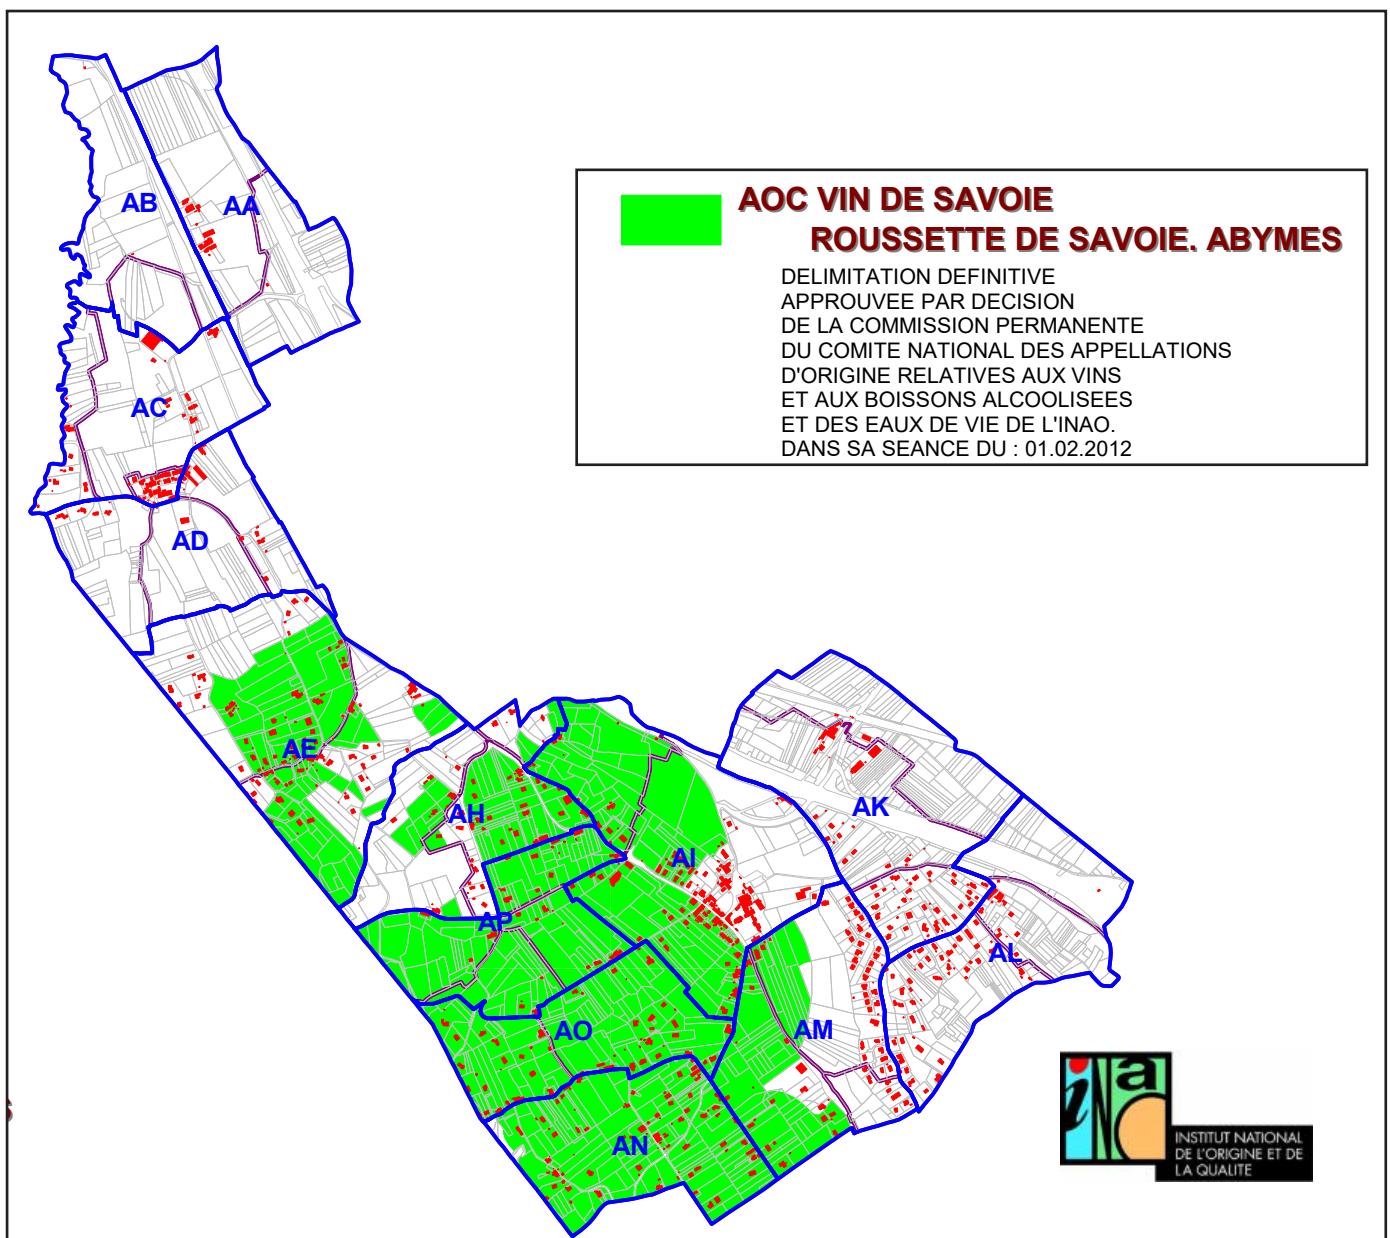 AOC VIN DE SAVOIE
ROUSSETTE DE SAVOIE. ABYMES
DELIMITATION DEFINITIVE
APPROUVEE PAR DECISION
DE LA COMMISSION PERMANENTE
DU COMITE NATIONAL DES APPELLATIONS
D'ORIGINE RELATIVES AUX VINS
ET AUX BOISSONS ALCOOLISEES
ET DES EAUX DE VIE DE L'INAO.
DANS SA SEANCE DU : 01.02.2012
AB
AA
AC
AD
AE
AH
AI
AK
AP
AL
AO
AM
AN
iNAO
INSTITUT NATIONAL
DE L'ORIGINE ET DE
LA QUALITE